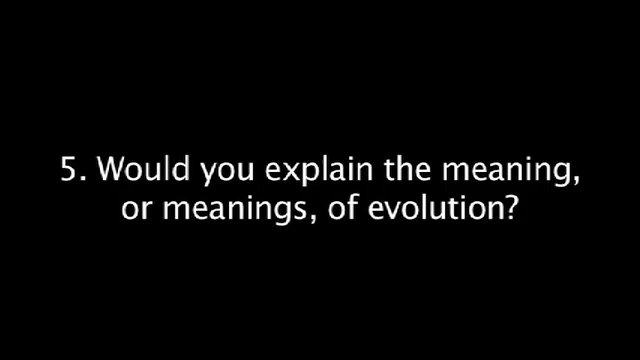 5. Would you explain the meaning,
or meanings, of evolution?